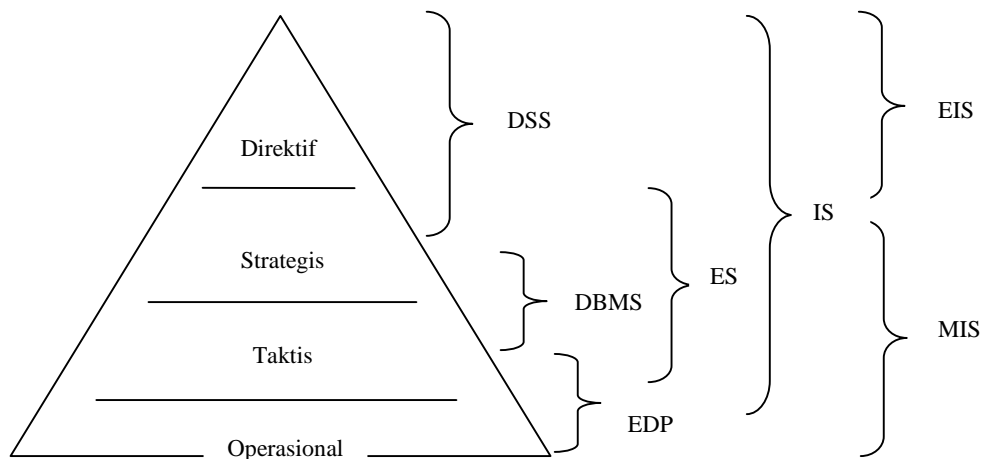 Direktif
Strategis
Taktis
Operasional
DSS
DBMS
EDP
ES
IS
EIS
MIS